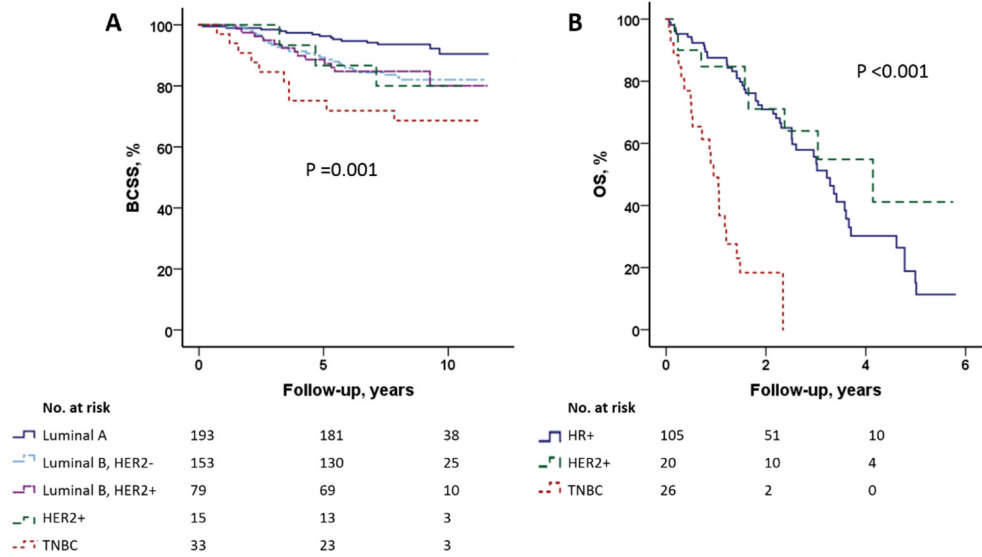 A
100
80
60
40
20
0
BCSS, %
P =0.001
0 5 10
Follow-up, years
No. at risk
Luminal A 193 181 38
Luminal B, HER2- 153 130 25
Luminal B, HER2+ 79 69 10
HER2+ 15 13 3
TNBC 33 23 3
B
100
80
60
40
20
0
OS, %
P <0.001
0 2 4 6
Follow-up, years
No. at risk
HR+ 105 51 10
HER2+ 20 10 4
TNBC 26 2 0